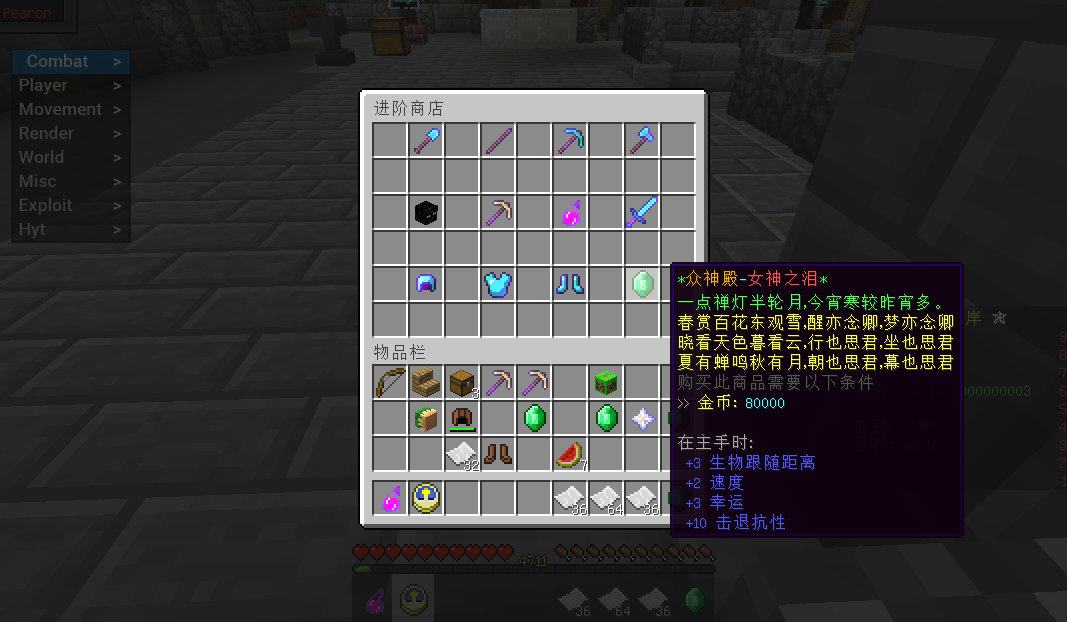 Pearon
Combat >
Player >
Movement >
Render >
World >
Misc >
Exploit >
Hyt >
进阶商店
*众神殿-女神之泪*
一点禅灯半轮月,今宵寒较昨宵多。
春赏百花东观雪,醒亦念卿,梦亦念卿
晓看天色暮看云,行也思君,坐也思君
夏有蝉鸣秋有月,朝也思君,幕也思君
购买此商品需要以下条件
>> 金币: 80000
在主手时:
+3 生物跟随距离
+2 速度
+3 幸运
+10 击退抗性
岸 ☆
物品栏
3
32
7
36
64
36
4711
36
64
36